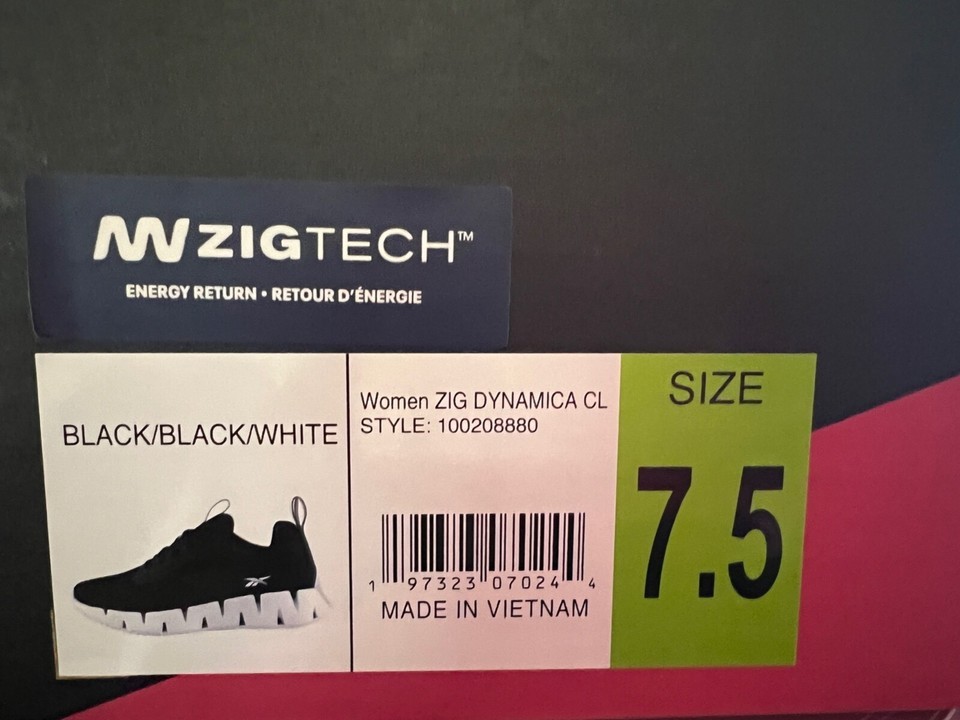 ZIGTECH™
ENERGY RETURN • RETOUR D'ÉNERGIE
BLACK/BLACK/WHITE
Women ZIG DYNAMICA CL
STYLE: 100208880
1 97323 07024 4
MADE IN VIETNAM
SIZE
7.5